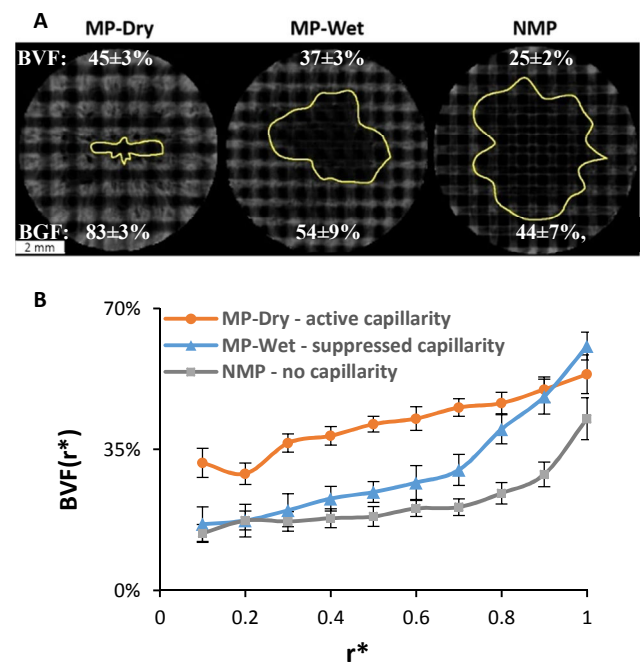 A
MP-Dry MP-Wet NMP
BVF: 45±3% 37±3% 25±2%
BGF: 83±3% 54±9% 44±7%,
2 mm
B
70%
MP-Dry - active capillarity
MP-Wet - suppressed capillarity
NMP - no capillarity
35%
BVF(r*)
0%
0 0.2 0.4 0.6 0.8 1
r*